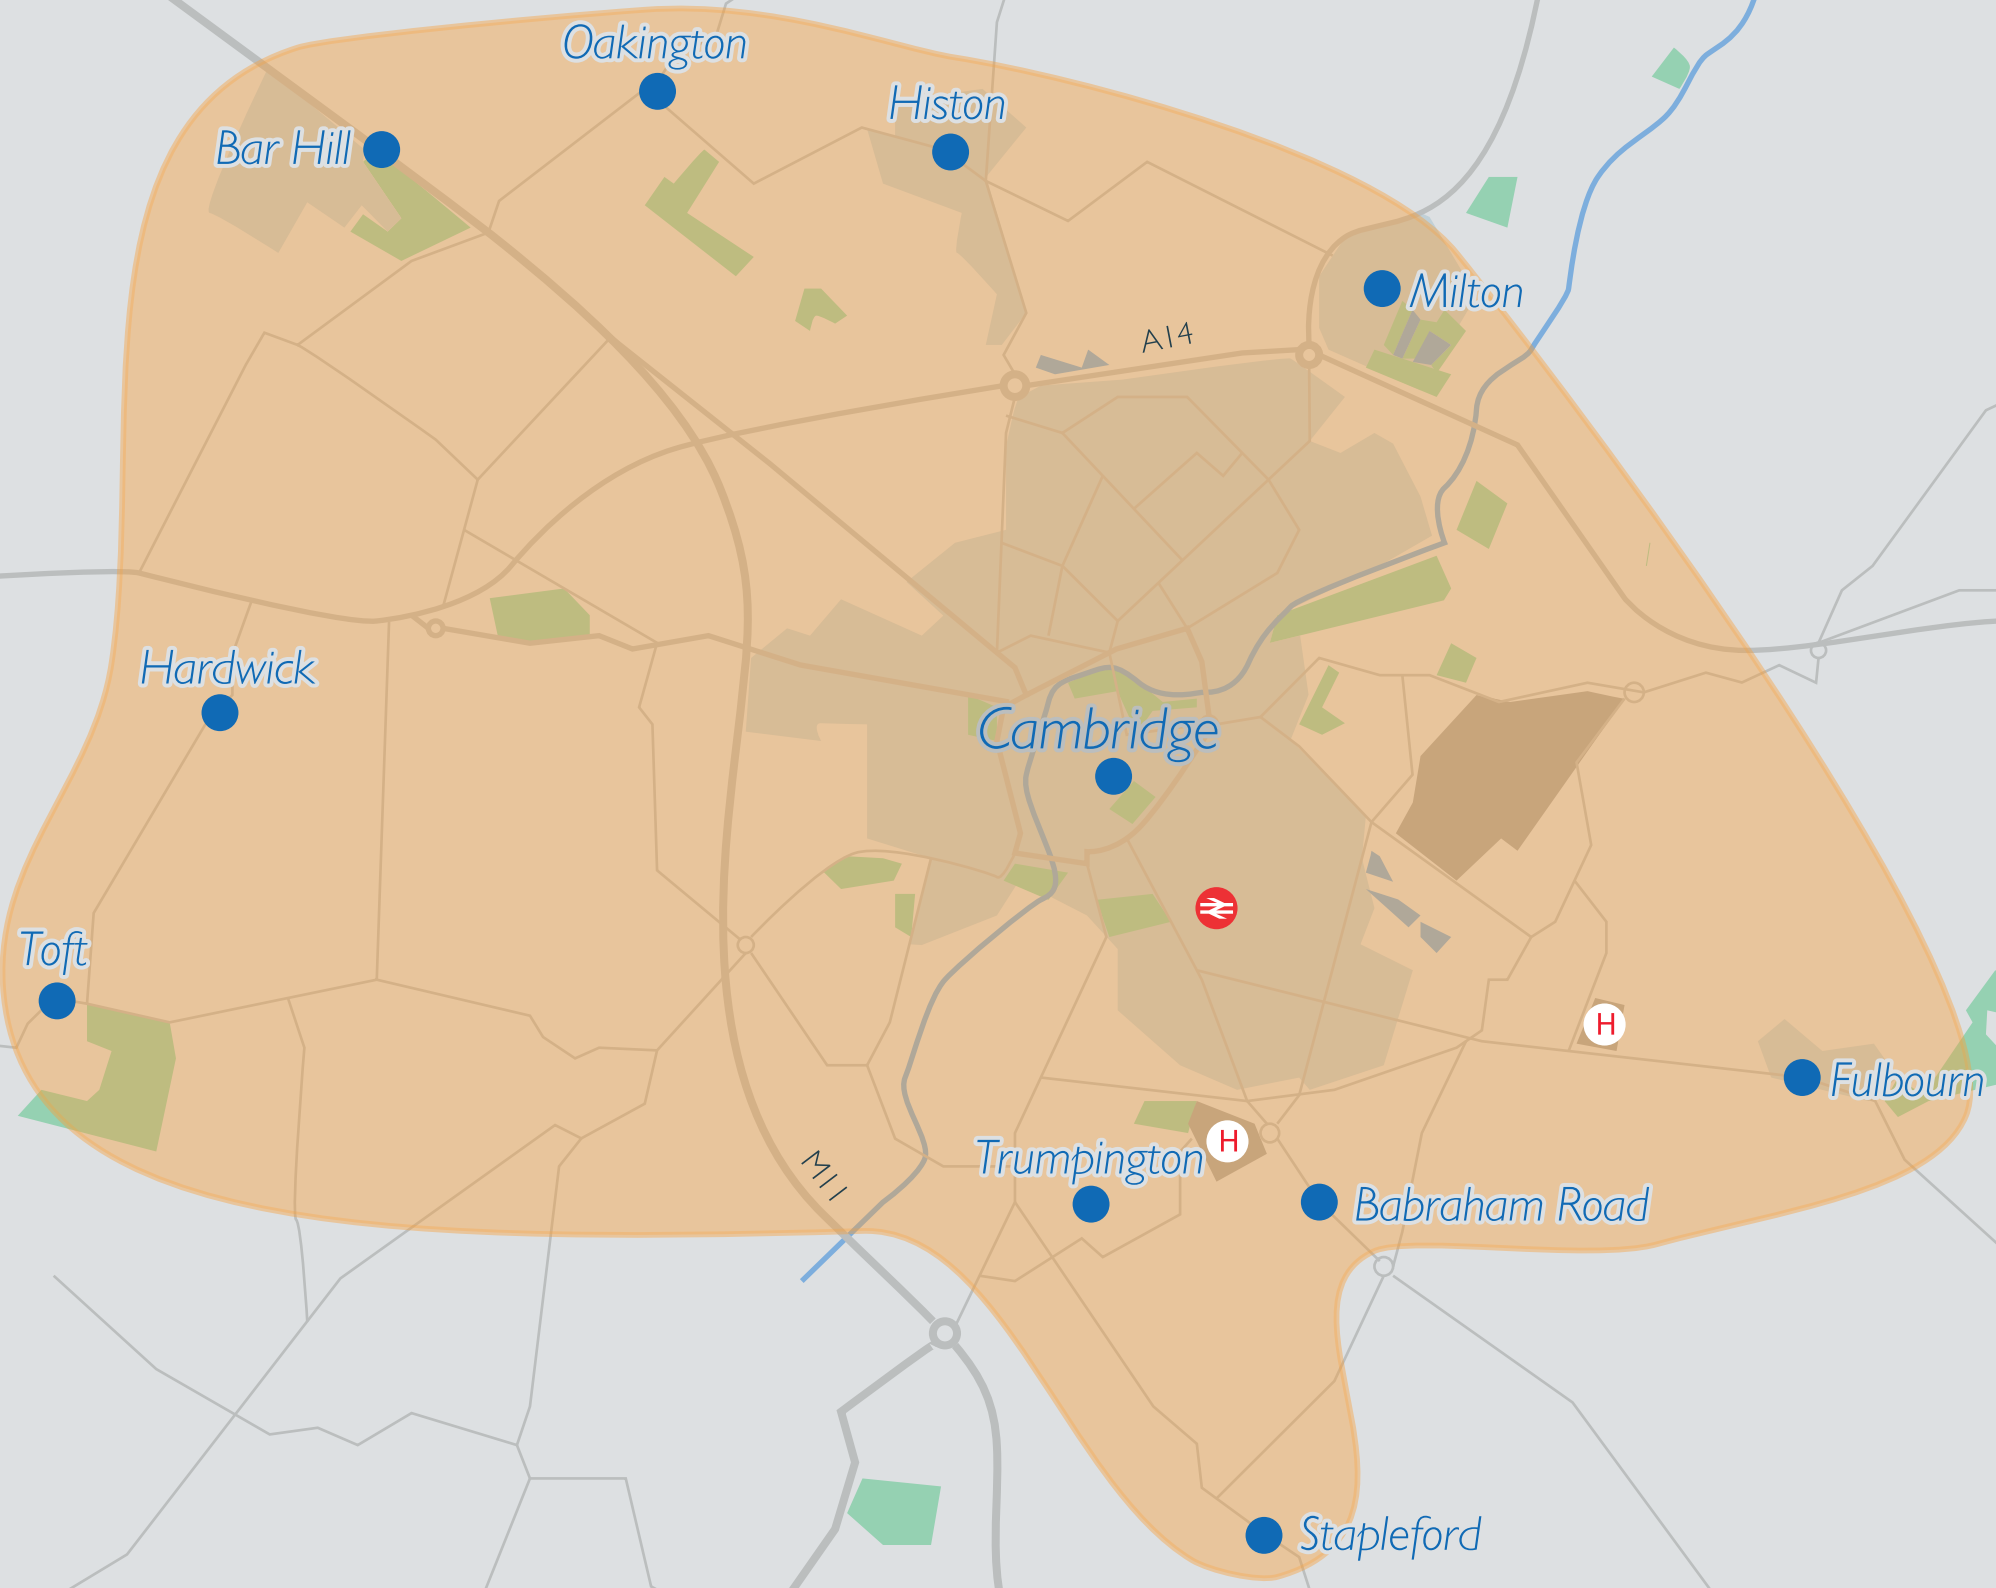 Oakington
Histon
Bar Hill
Milton
A14
Hardwick
Cambridge
Toft
H
Fulbourn
H
Trumpington
M11
Babraham Road
Stapleford